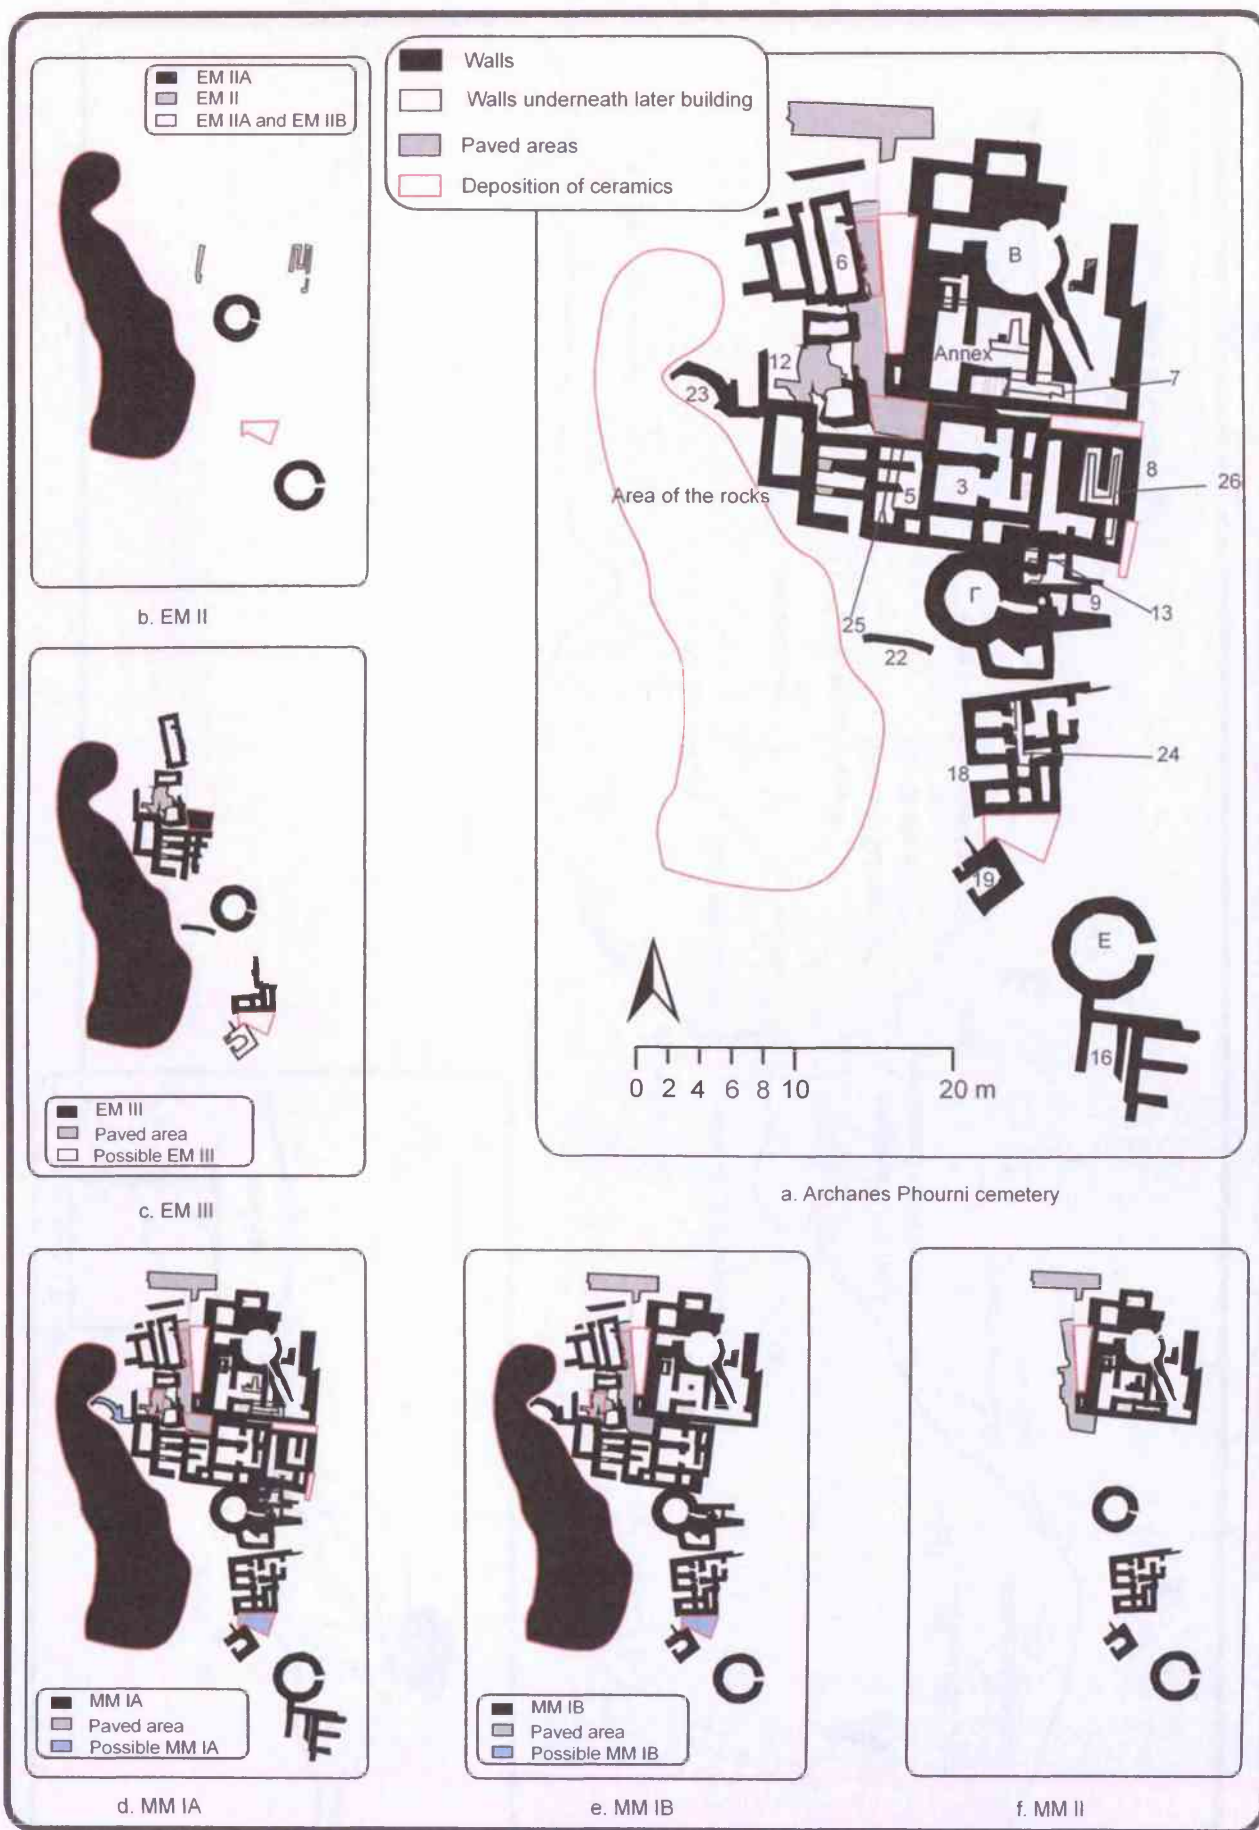 EM IIA
EM II
EM IIA and EM IIB
b. EM II
Walls
Walls underneath later building
Paved areas
Deposition of ceramics
B
6
Annex
12
7
23
8
26
Area of the rocks
5
3
Γ
9
13
25
22
24
18
19
E
16
0 2 4 6 8 10 20 m
a. Archanes Phourni cemetery
EM III
Paved area
Possible EM III
c. EM III
MM IA
Paved area
Possible MM IA
d. MM IA
MM IB
Paved area
Possible MM IB
e. MM IB
f. MM II